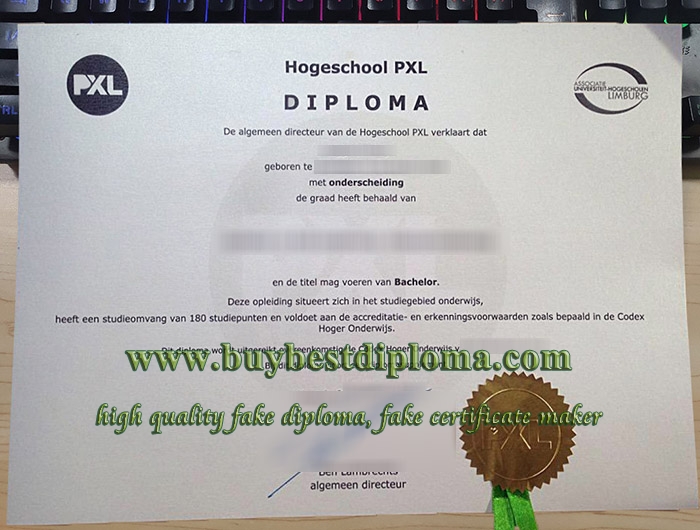 PXL
Hogeschool PXL
ASSOCIATIE
UNIVERSITEIT-HOGESCHOLEN
LIMBURG
DIPLOMA
De algemeen directeur van de Hogeschool PXL verklaart dat
geboren te
met onderscheiding
de graad heeft behaald van
en de titel mag voeren van Bachelor.
Deze opleiding situeert zich in het studiegebied onderwijs,
heeft een studieomvang van 180 studiepunten en voldoet aan de accreditatie- en erkenningsvoorwaarden zoals bepaald in de Codex
Hoger Onderwijs.
Dit diploma
www.buybestdiploma.com
high quality fake diploma, fake certificate maker
PXL
Ben Lambrechts
algemeen directeur